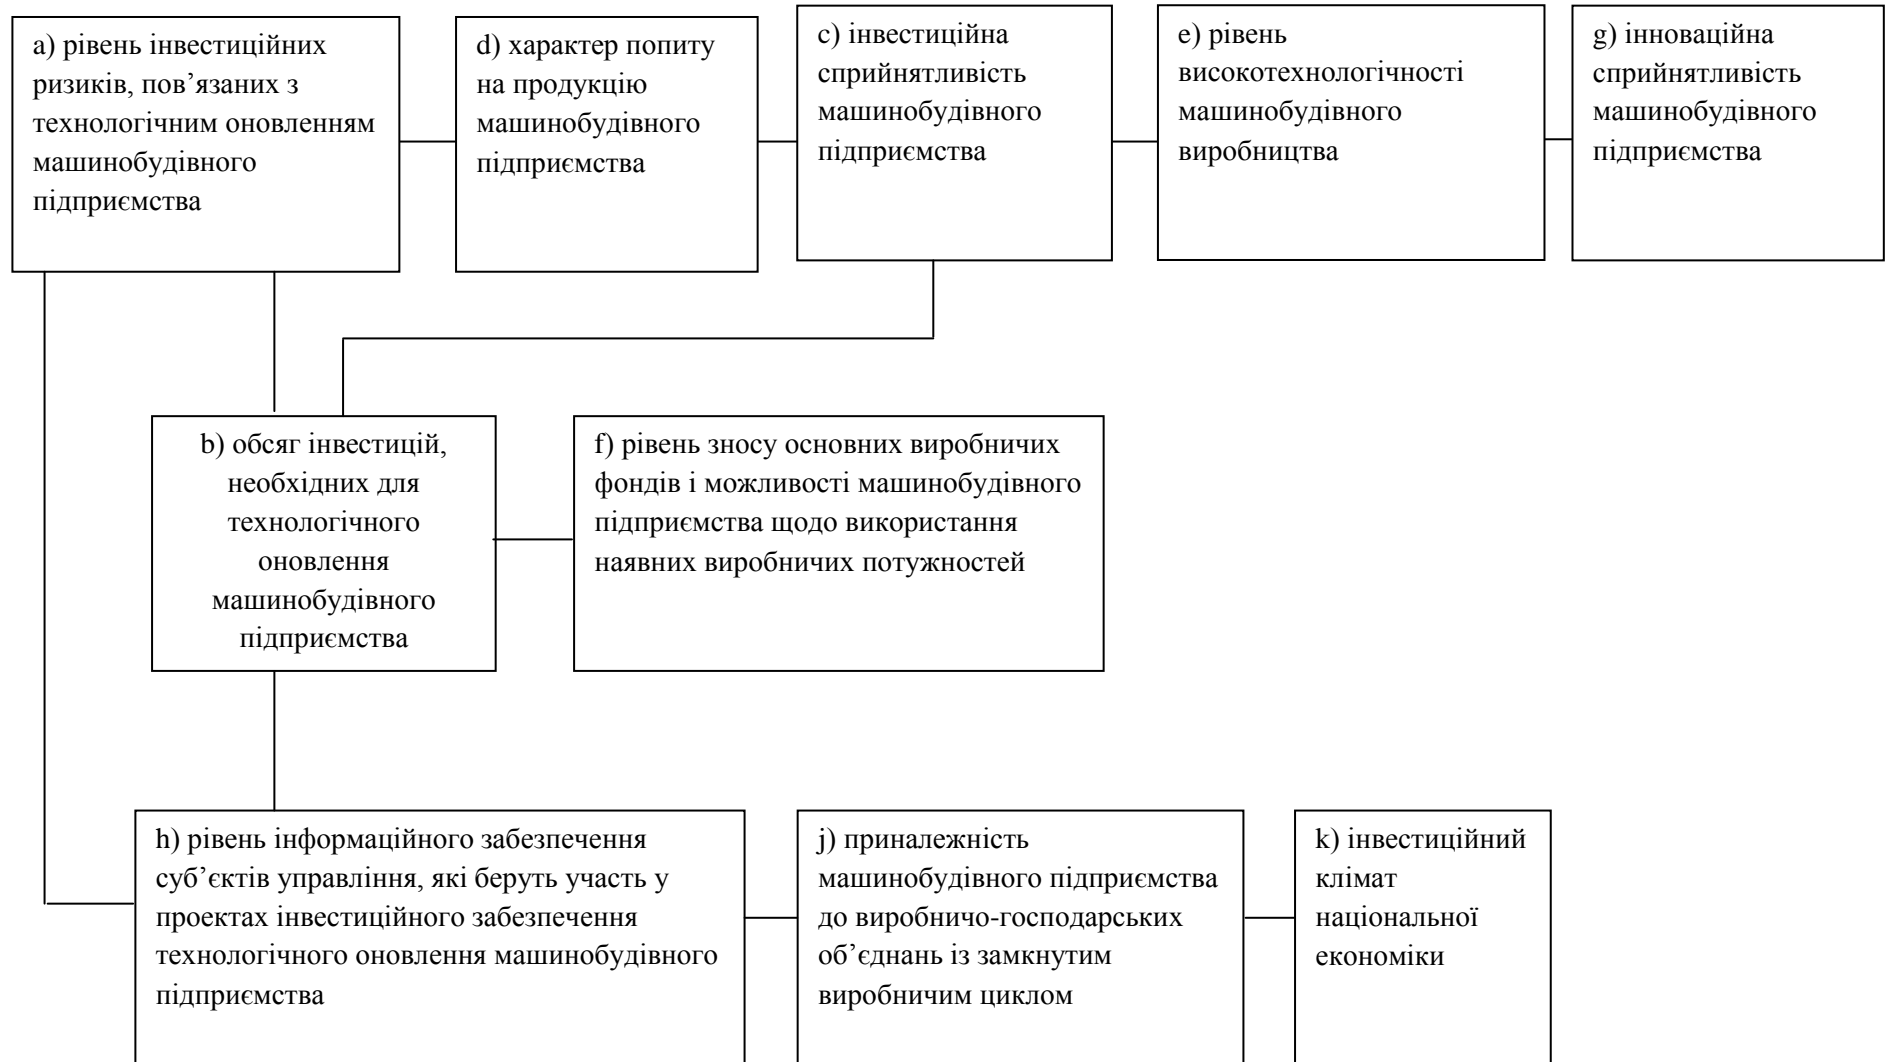 а) рівень інвестиційних
ризиків, пов’язаних з
технологічним оновленням
машинобудівного
підприємства
d) характер попиту
на продукцію
машинобудівного
підприємства
c) інвестиційна
сприйнятливість
машинобудівного
підприємства
e) рівень
високотехнологічності
машинобудівного
виробництва
g) інноваційна
сприйнятливість
машинобудівного
підприємства
b) обсяг інвестицій,
необхідних для
технологічного
оновлення
машинобудівного
підприємства
f) рівень зносу основних виробничих
фондів і можливості машинобудівного
підприємства щодо використання
наявних виробничих потужностей
h) рівень інформаційного забезпечення
суб’єктів управління, які беруть участь у
проектах інвестиційного забезпечення
технологічного оновлення машинобудівного
підприємства
j) приналежність
машинобудівного підприємства
до виробничо-господарських
об’єднань із замкнутим
виробничим циклом
k) інвестиційний
клімат
національної
економіки